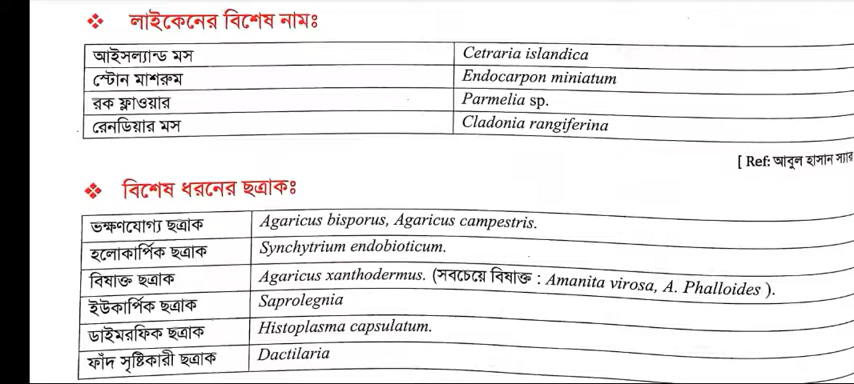 ❖ লাইকেনের বিশেষ নামঃ
আইসল্যান্ড মস Cetraria islandica
স্টোন মাশরুম Endocarpon miniatum
রক ফ্লাওয়ার Parmelia sp.
রেনডিয়ার মস Cladonia rangiferina
[ Ref: আবুল হাসান স্যার
❖ বিশেষ ধরনের ছত্রাকঃ
ভক্ষণযোগ্য ছত্রাক Agaricus bisporus, Agaricus campestris.
হলোকার্পিক ছত্রাক Synchytrium endobioticum.
বিষাক্ত ছত্রাক Agaricus xanthodermus. (সবচেয়ে বিষাক্ত : Amanita virosa, A. Phalloides ).
ইউকার্পিক ছত্রাক Saprolegnia
ডাইমরফিক ছত্রাক Histoplasma capsulatum.
ফাঁদ সৃষ্টিকারী ছত্রাক Dactilaria